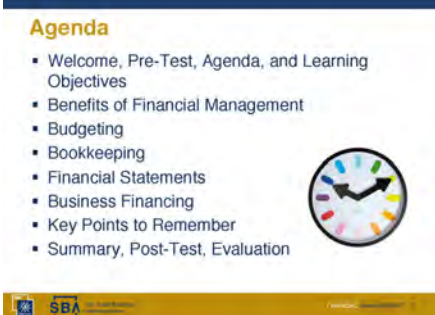 Agenda
▪ Welcome, Pre-Test, Agenda, and Learning
Objectives
▪ Benefits of Financial Management
▪ Budgeting
▪ Bookkeeping
▪ Financial Statements
▪ Business Financing
▪ Key Points to Remember
▪ Summary, Post-Test, Evaluation
SBA